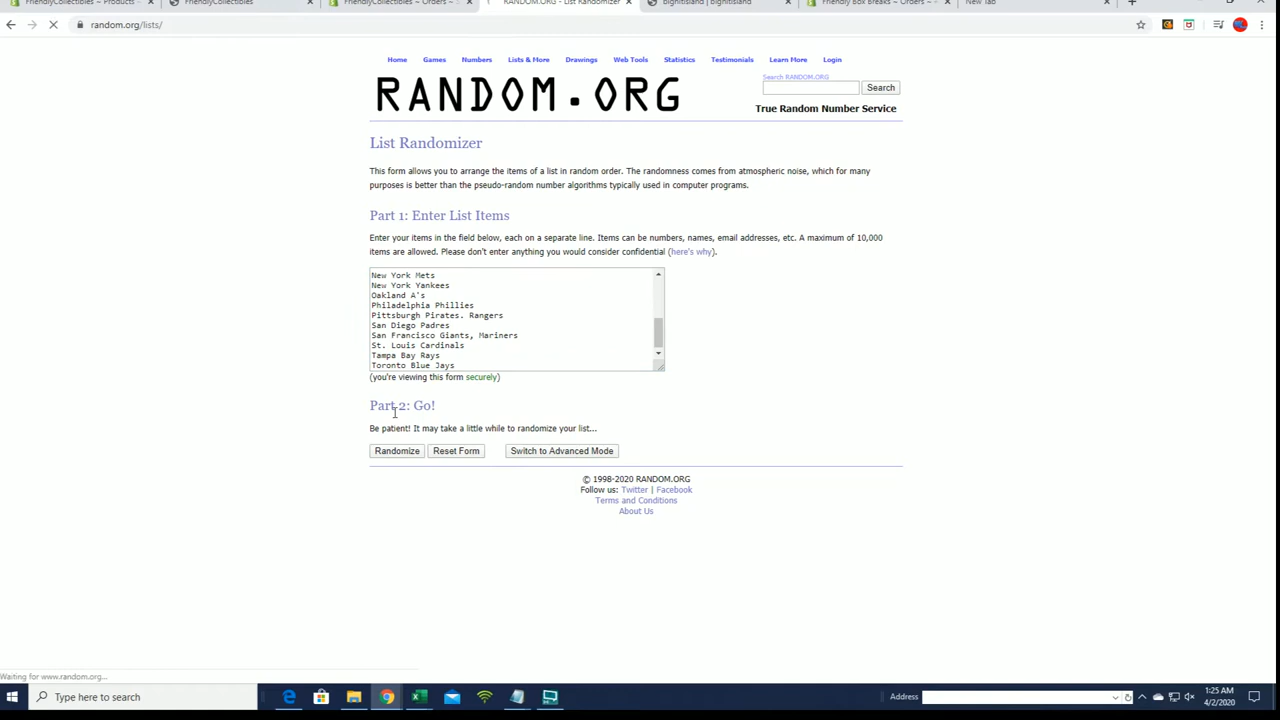 FriendlyCollectibles ~ Products ~
FriendlyCollectibles
FriendlyCollectibles ~ Orders ~
RANDOM.ORG - List Randomizer
bighitisland | bighitisland
Friendly Box Breaks ~ Orders ~
New Tab
random.org/lists/
Home Games Numbers Lists & More Drawings Web Tools Statistics Testimonials Learn More Login
RANDOM.ORG
Search RANDOM.ORG
Search
True Random Number Service
List Randomizer
This form allows you to arrange the items of a list in random order. The randomness comes from atmospheric noise, which for many
purposes is better than the pseudo-random number algorithms typically used in computer programs.
Part 1: Enter List Items
Enter your items in the field below, each on a separate line. Items can be numbers, names, email addresses, etc. A maximum of 10,000
items are allowed. Please don't enter anything you would consider confidential (here's why).
New York Mets
New York Yankees
Oakland A's
Philadelphia Phillies
Pittsburgh Pirates. Rangers
San Diego Padres
San Francisco Giants, Mariners
St. Louis Cardinals
Tampa Bay Rays
Toronto Blue Jays
(you're viewing this form securely)
Part 2: Go!
Be patient! It may take a little while to randomize your list...
Randomize Reset Form Switch to Advanced Mode
© 1998-2020 RANDOM.ORG
Follow us: Twitter | Facebook
Terms and Conditions
About Us
Waiting for www.random.org...
Type here to search
Address
1:25 AM
4/2/2020